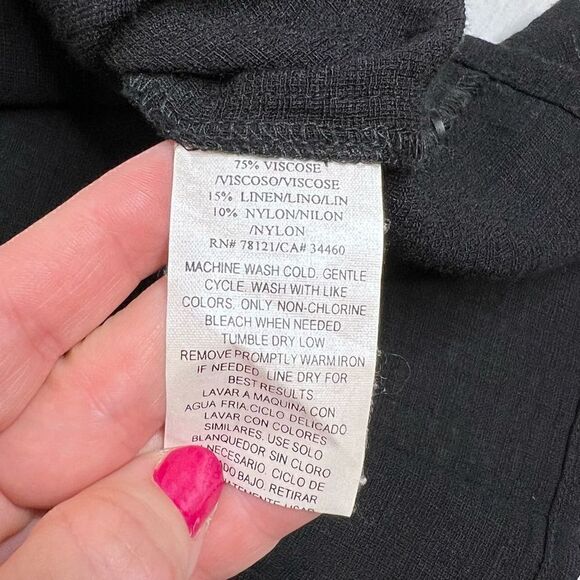 75% VISCOSE
/VISCOSO/VISCOSE
15% LINEN/LINO/LIN
10% NYLON/NILON
/NYLON
RN# 78121/CA# 34460
MACHINE WASH COLD. GENTLE
CYCLE. WASH WITH LIKE
COLORS. ONLY NON-CHLORINE
BLEACH WHEN NEEDED
TUMBLE DRY LOW
REMOVE PROMPTLY WARM IRON
IF NEEDED. LINE DRY FOR
BEST RESULTS
LAVAR A MAQUINA CON
AGUA FRIA.CICLO DELICADO
LAVAR CON COLORES
SIMILARES. USE SOLO
BLANQUEDOR SIN CLORO
NECESARIO. CICLO DE
BAJO. RETIRAR